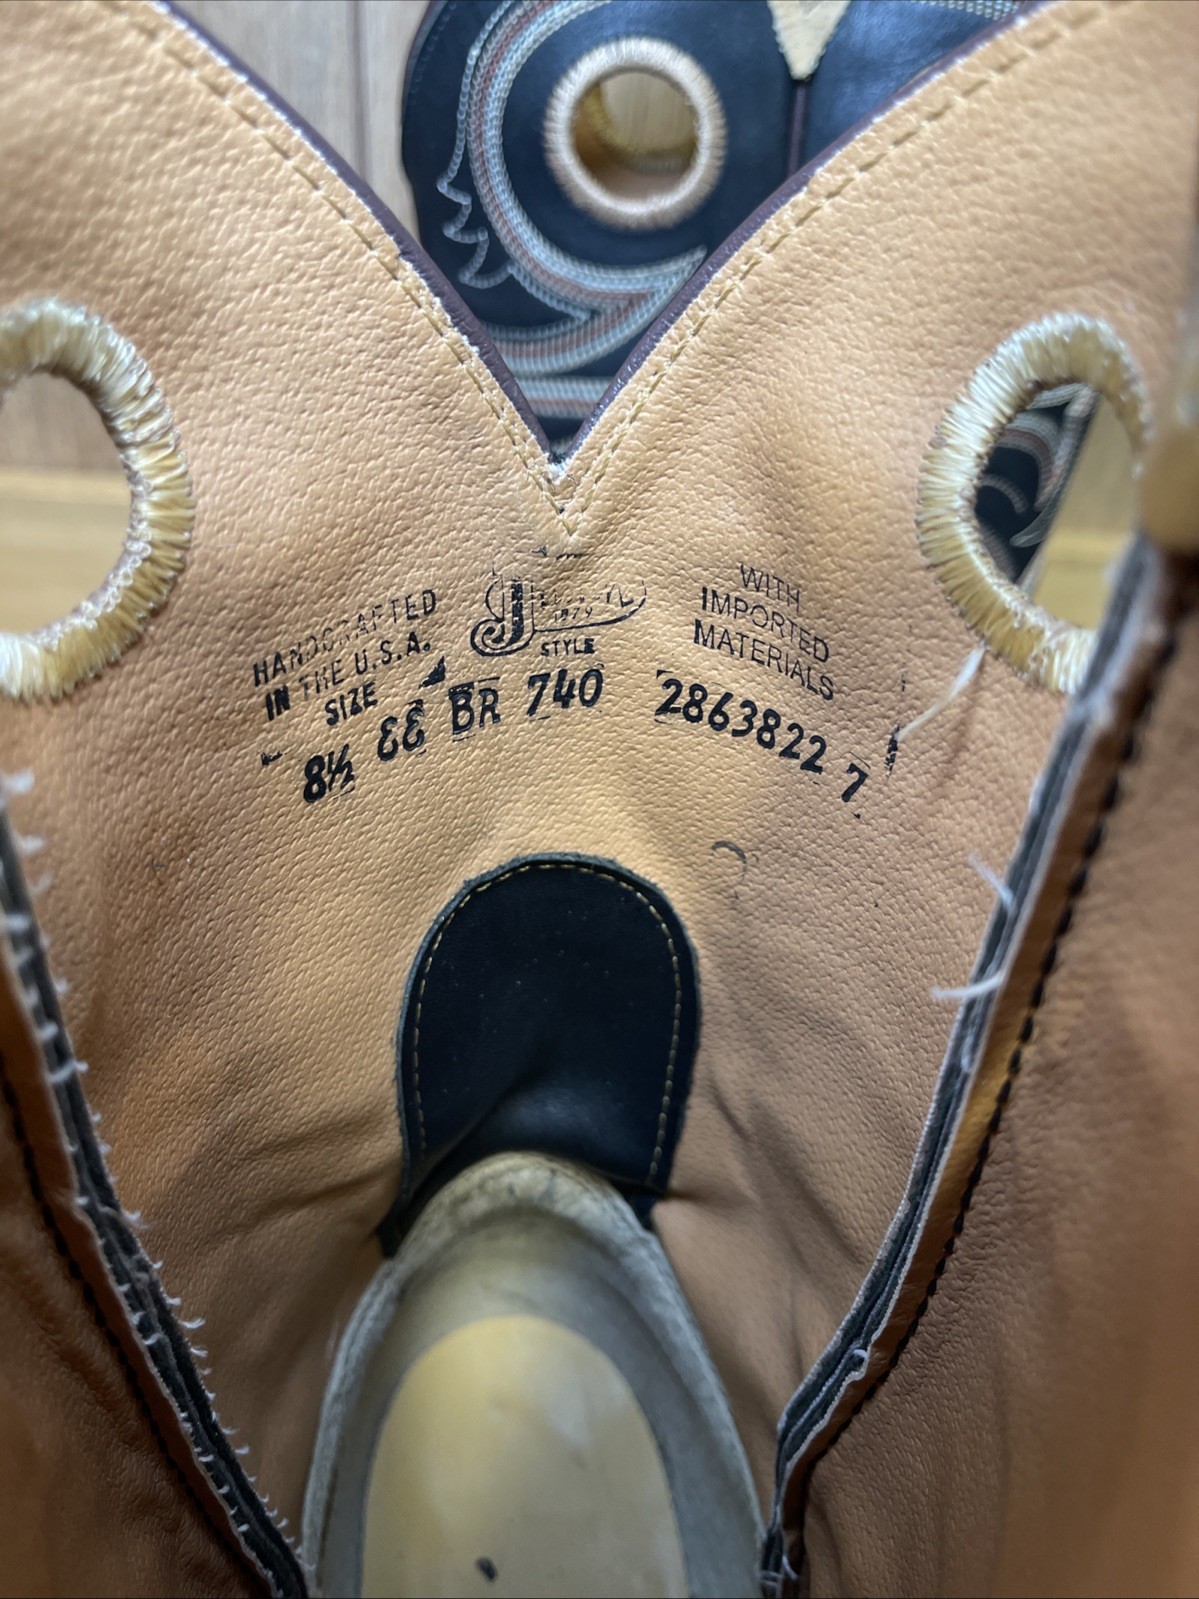 HANDCRAFTED
IN THE U.S.A.
SIZE
8½ EE BR 740
J
1879
STYLE
WITH
IMPORTED
MATERIALS
2863822 7